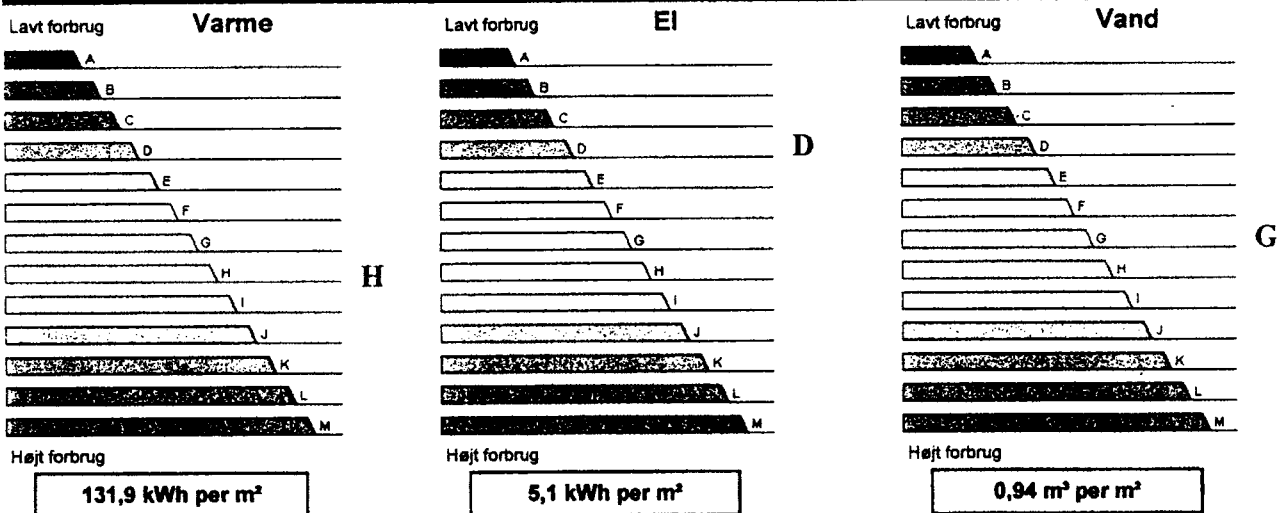 Varme
Lavt forbrug
A
B
C
D
E
F
G
H
I
J
K
L
M
H
Højt forbrug
131,9 kWh per m²
El
Lavt forbrug
A
B
C
D
E
F
G
H
I
J
K
L
M
D
Højt forbrug
5,1 kWh per m²
Vand
Lavt forbrug
A
B
C
D
E
F
G
H
I
J
K
L
M
G
Højt forbrug
0,94 m³ per m²